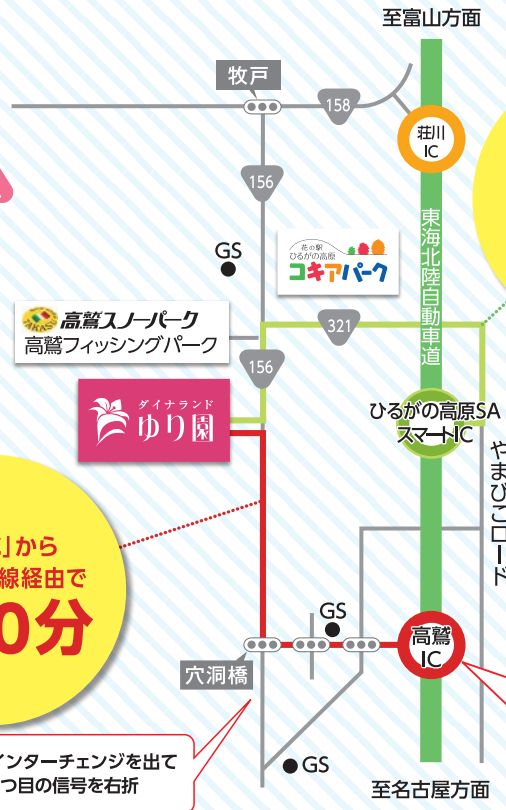 至富山方面
牧戸
158
荘川
IC
156
GS
花の駅
ひるがの高原
コキアパーク
東海北陸自動車道
TAKASU
高鷲スノーパーク
高鷲フィッシングパーク
321
156
ダイナランド
ゆり園
ひるがの高原SA
スマートIC
やまびこロード
」から
線経由で
0分
GS
高鷲
IC
穴洞橋
インターチェンジを出て
つ目の信号を右折
GS
至名古屋方面